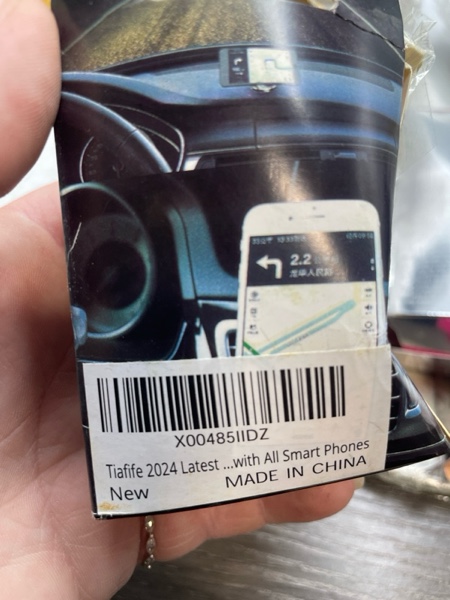 2.2
X00485IIDZ
Tiafife 2024 Latest ...with All Smart Phones
New
MADE IN CHINA